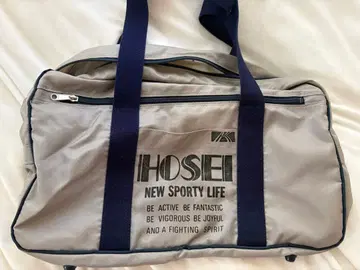 HOSEI
NEW SPORTY LIFE
BE ACTIVE BE FANTASTIC
BE VIGOROUS BE JOYFUL
AND A FIGHTING SPIRIT